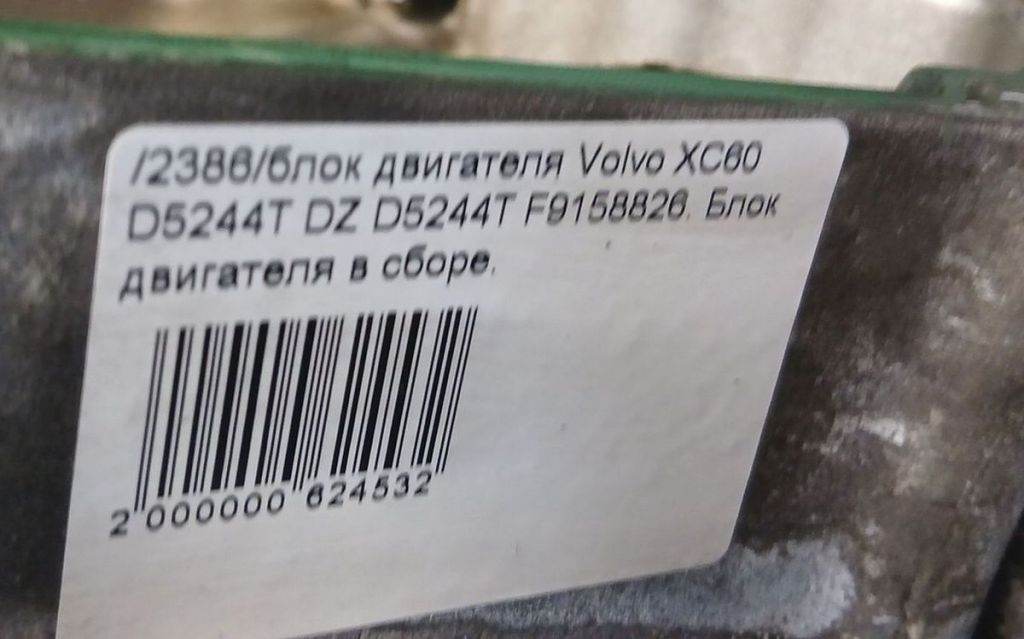 /2386/блок двигателя Volvo XC60
D5244T DZ D5244T F9158826. Блок
двигателя в сборе.
2 000000 624532